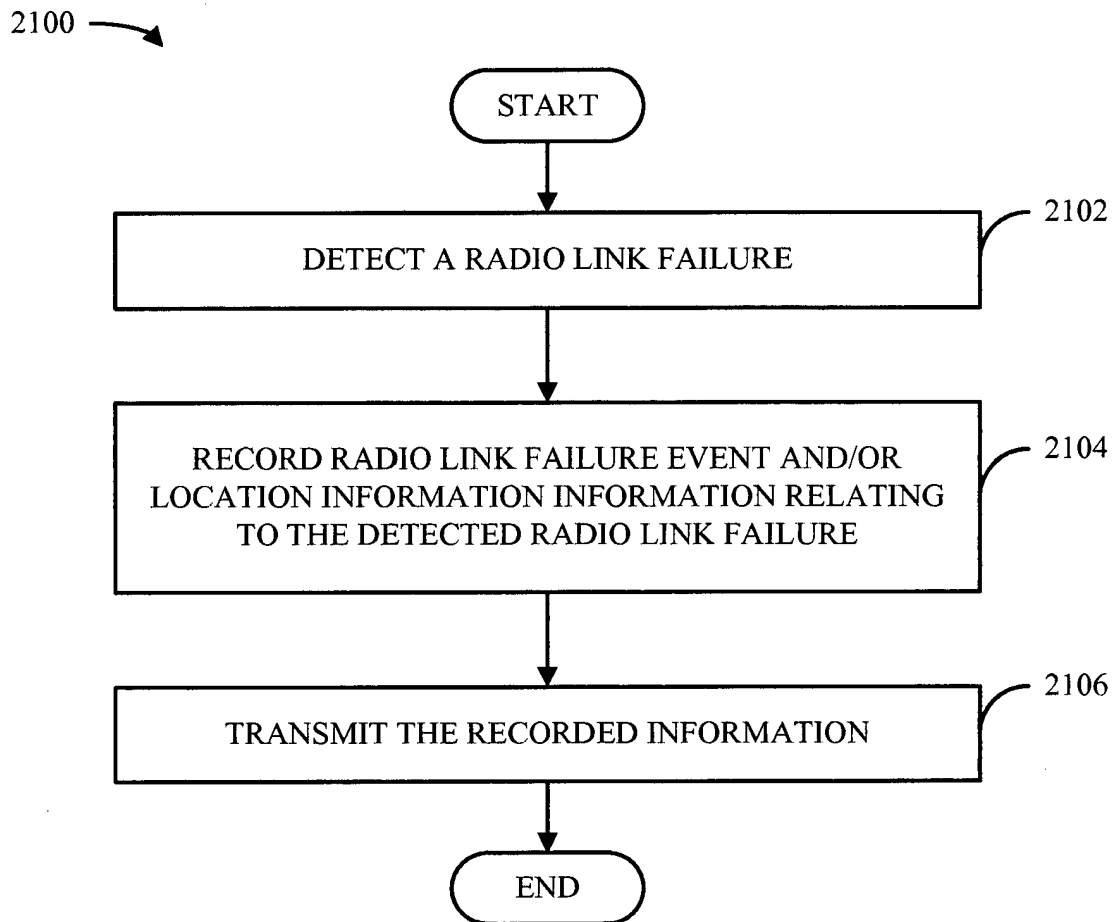 2100
START
2102
DETECT A RADIO LINK FAILURE
2104
RECORD RADIO LINK FAILURE EVENT AND/OR
LOCATION INFORMATION INFORMATION RELATING
TO THE DETECTED RADIO LINK FAILURE
2106
TRANSMIT THE RECORDED INFORMATION
END